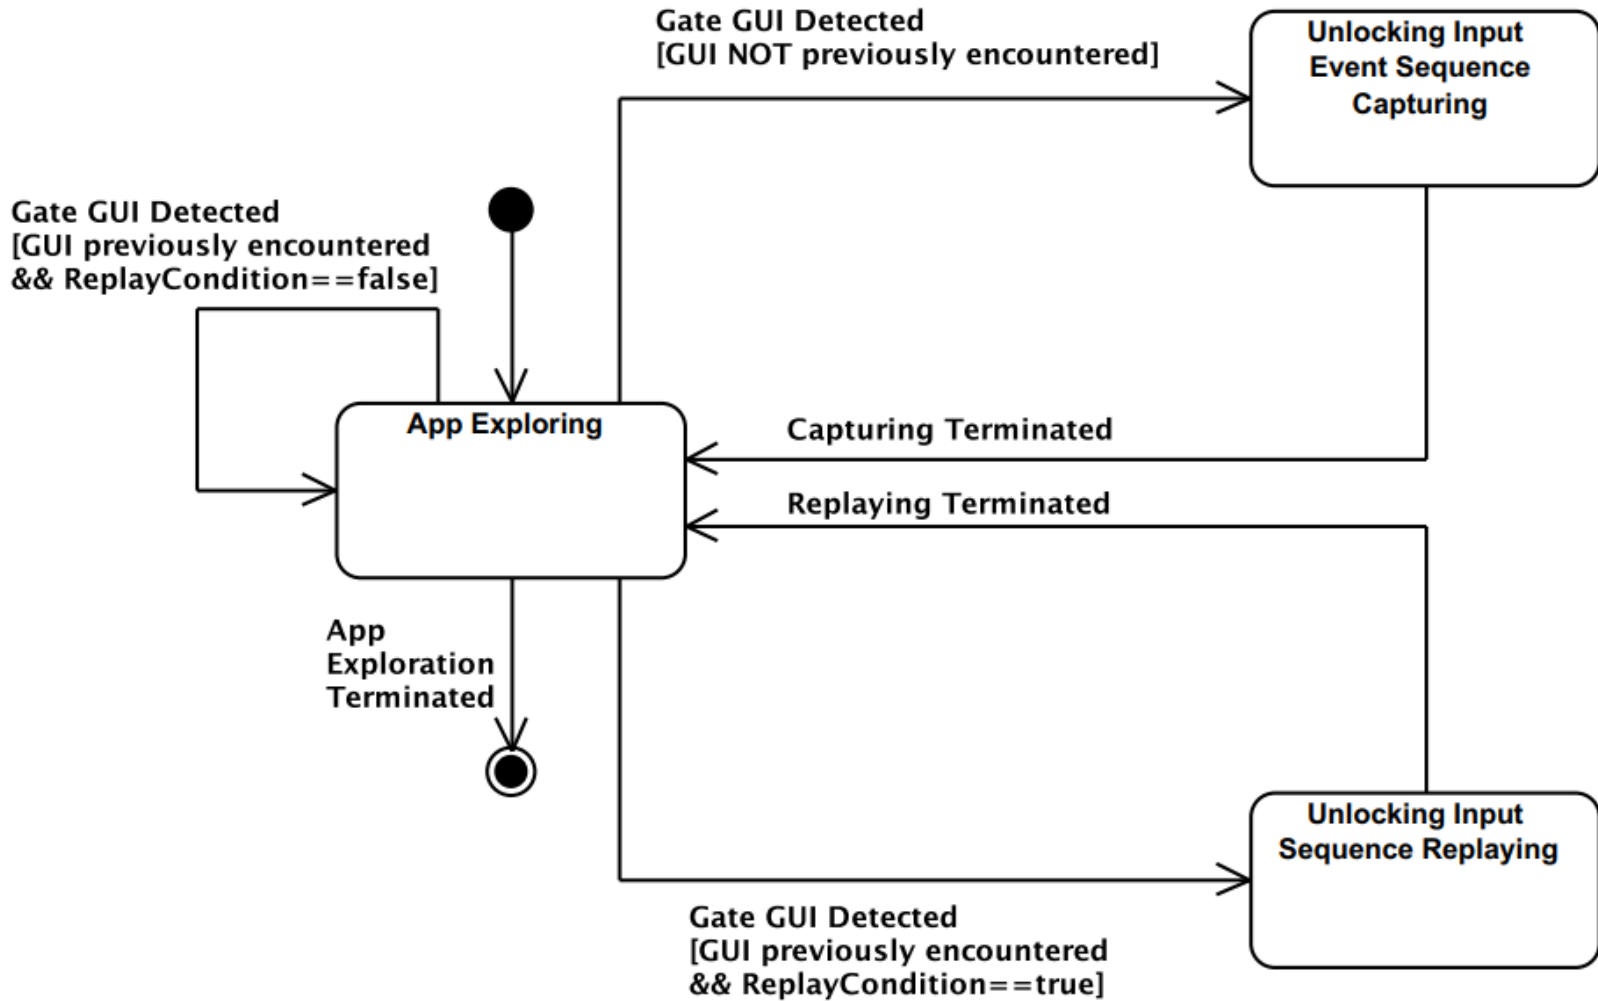 Gate GUI Detected
[GUI NOT previously encountered]
Unlocking Input
Event Sequence
Capturing
Gate GUI Detected
[GUI previously encountered
&& ReplayCondition==false]
App Exploring
Capturing Terminated
Replaying Terminated
App
Exploration
Terminated
Unlocking Input
Sequence Replaying
Gate GUI Detected
[GUI previously encountered
&& ReplayCondition==true]